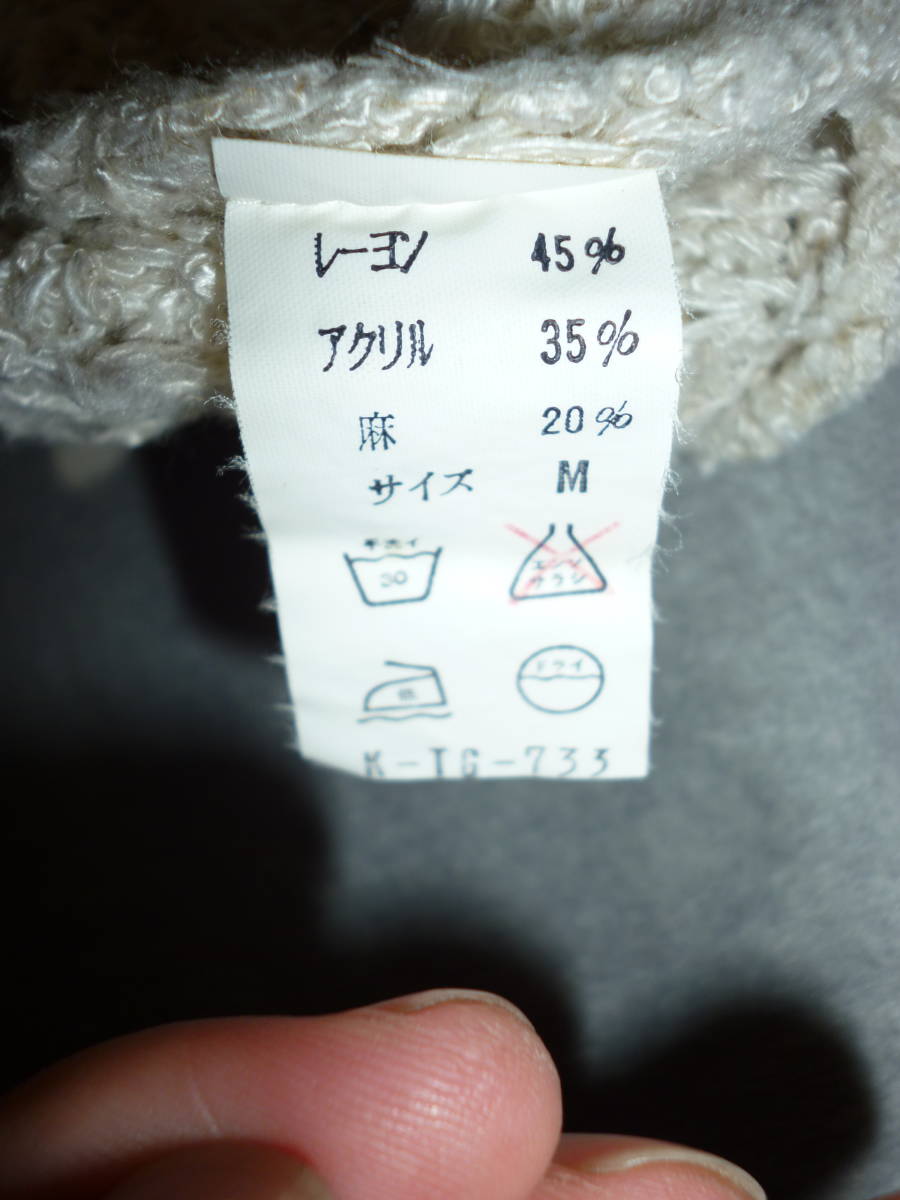 レーヨン 45%
アクリル 35%
麻 20%
サイズ M
手洗イ
30
エンソ
サラシ
低
ドライ
K-TG-733